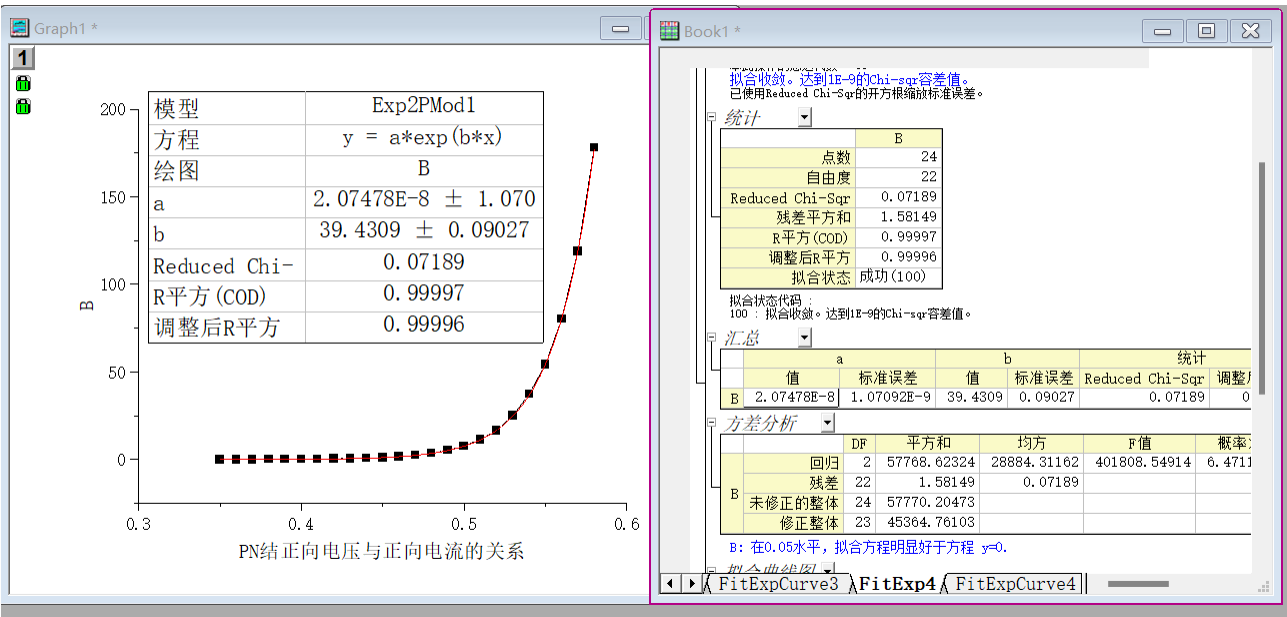 Graph1 *
1
模型 Exp2PMod1
方程 y = a*exp(b*x)
绘图 B
a 2.07478E-8 ± 1.070
b 39.4309 ± 0.09027
Reduced Chi- 0.07189
R平方(COD) 0.99997
调整后R平方 0.99996
200
150
100
50
0
B
0.3 0.4 0.5 0.6
PN结正向电压与正向电流的关系
Book1 *
拟合收敛。达到1E-9的Chi-sqr容差值。
已使用Reduced Chi-Sqr的开方根缩放标准误差。
统计
B
点数 24
自由度 22
Reduced Chi-Sqr 0.07189
残差平方和 1.58149
R平方(COD) 0.99997
调整后R平方 0.99996
拟合状态 成功(100)
拟合状态代码 :
100 : 拟合收敛。达到1E-9的Chi-sqr容差值。
汇总
a b 统计
值 标准误差 值 标准误差 Reduced Chi-Sqr 调整
B 2.07478E-8 1.07092E-9 39.4309 0.09027 0.07189 0
方差分析
DF 平方和 均方 F值 概率
B 回归 2 57768.62324 28884.31162 401808.54914 6.4711
残差 22 1.58149 0.07189
未修正的整体 24 57770.20473
修正整体 23 45364.76103
B: 在0.05水平, 拟合方程明显好于方程 y=0.
拟合曲线图
FitExpCurve3 FitExp4 FitExpCurve4